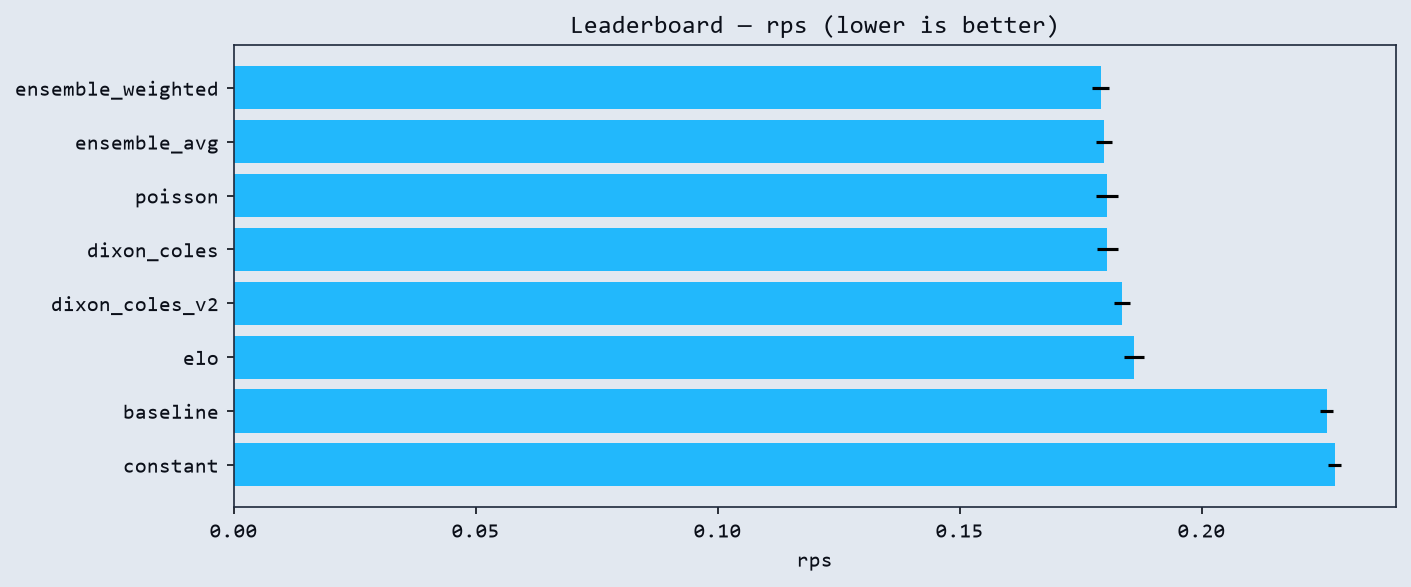 Leaderboard — rps (lower is better)
ensemble_weighted
ensemble_avg
poisson
dixon_coles
dixon_coles_v2
elo
baseline
constant
0.00 0.05 0.10 0.15 0.20
rps